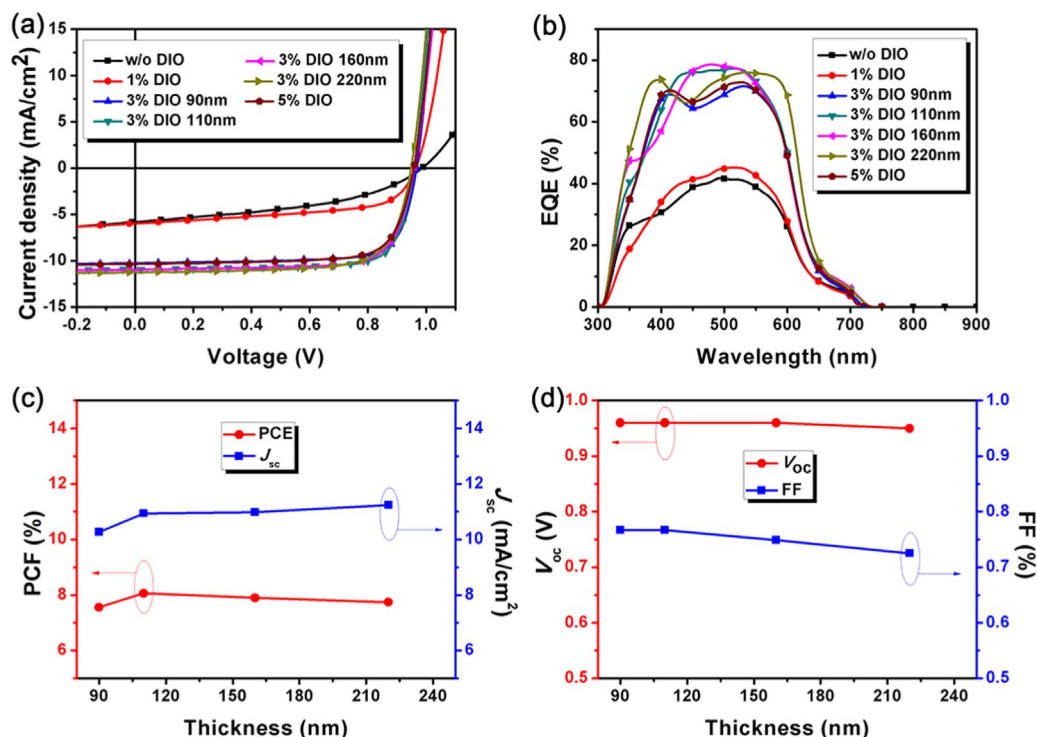 (a)
w/o DIO
1% DIO
3% DIO 90nm
3% DIO 110nm
3% DIO 160nm
3% DIO 220nm
5% DIO
15
10
5
0
-5
-10
-15
Current density (mA/cm2)
-0.2 0.0 0.2 0.4 0.6 0.8 1.0
Voltage (V)
(b)
w/o DIO
1% DIO
3% DIO 90nm
3% DIO 110nm
3% DIO 160nm
3% DIO 220nm
5% DIO
100
80
60
40
20
0
EQE (%)
300 400 500 600 700 800 900
Wavelength (nm)
(c)
PCE
Jsc
15
14
12
10
8
6
PCF (%)
14
12
10
8
6
Jsc (mA/cm²)
90 120 150 180 210 240
Thickness (nm)
(d)
Voc
FF
1.0
0.9
0.8
0.7
0.6
0.5
Voc (V)
1.0
0.9
0.8
0.7
0.6
0.5
FF (%)
90 120 150 180 210 240
Thickness (nm)